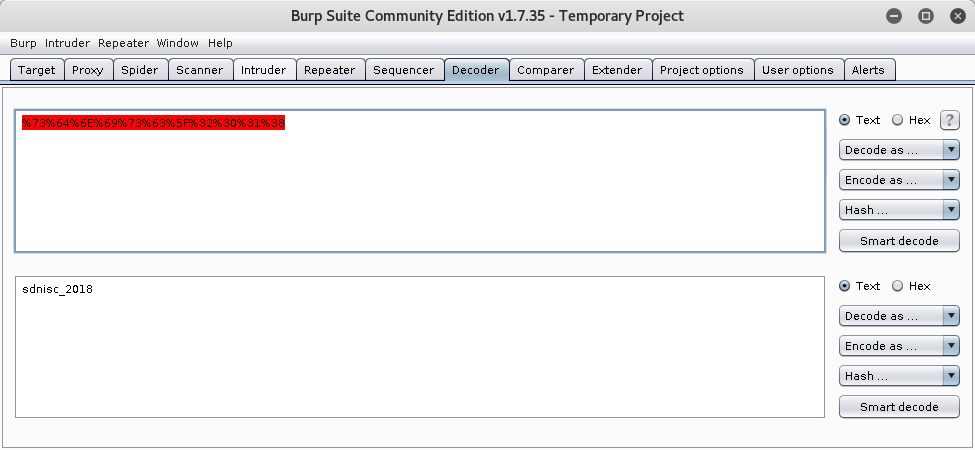 Burp Suite Community Edition v1.7.35 - Temporary Project
Burp Intruder Repeater Window Help
Target Proxy Spider Scanner Intruder Repeater Sequencer Decoder Comparer Extender Project options User options Alerts
%73%64%6E%69%73%63%5F%32%30%31%38
Text Hex ?
Decode as ...
Encode as ...
Hash ...
Smart decode
sdnisc_2018
Text Hex
Decode as ...
Encode as ...
Hash ...
Smart decode